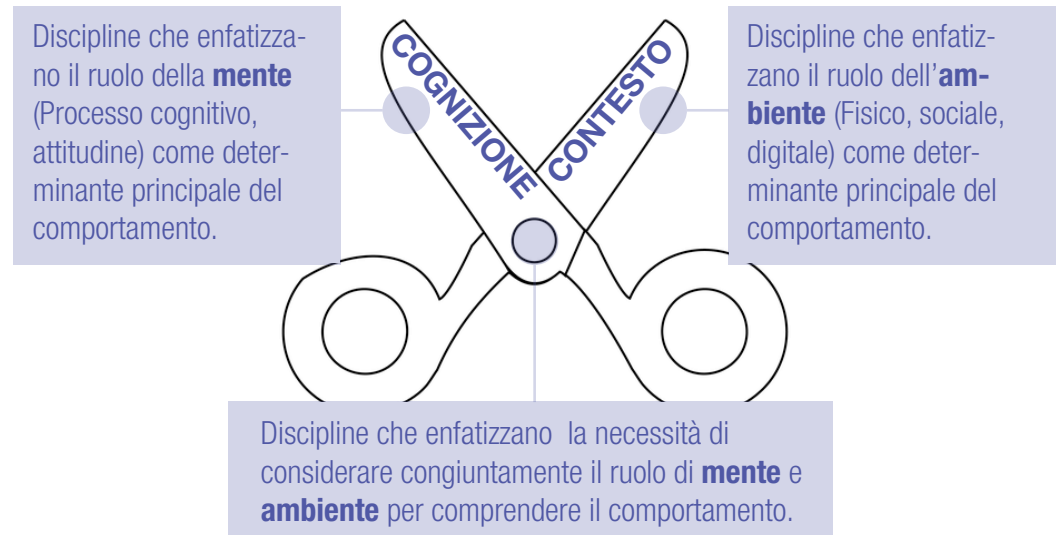 Discipline che enfatizza-
no il ruolo della mente
(Processo cognitivo,
attitudine) come deter-
minante principale del
comportamento.
COGNIZIONE
CONTESTO
Discipline che enfatiz-
zano il ruolo dell’am-
biente (Fisico, sociale,
digitale) come deter-
minante principale del
comportamento.
Discipline che enfatizzano  la necessità di
considerare congiuntamente il ruolo di mente e
ambiente per comprendere il comportamento.